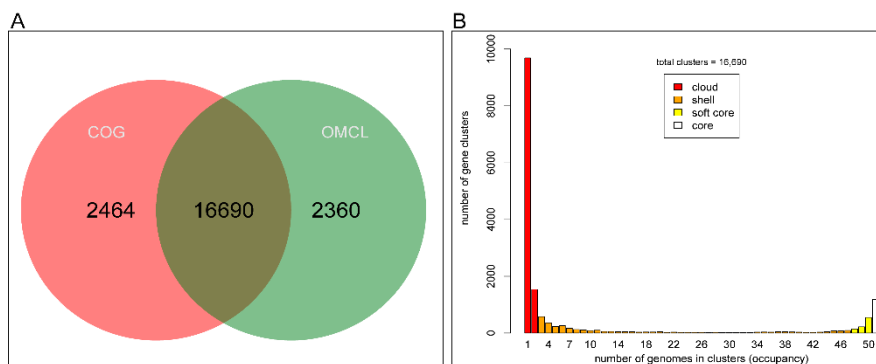 A
COG
OMCL
2464
16690
2360
B
total clusters = 16,690
cloud
shell
soft core
core
number of gene clusters
0
2000
4000
6000
8000
10000
1 4 7 10 14 18 22 26 30 34 38 42 46 50
number of genomes in clusters (occupancy)